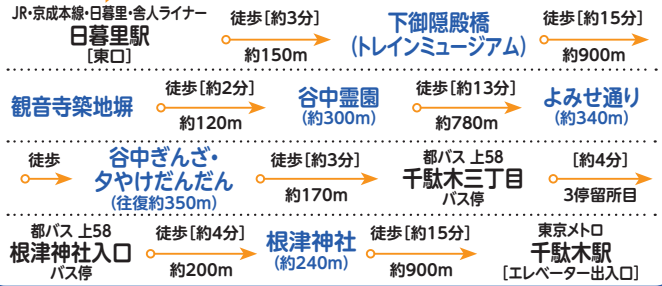 JR・京成本線・日暮里・舎人ライナー
日暮里駅
[東口]
徒歩[約3分]
約150m
下御隠殿橋
(トレインミュージアム)
徒歩[約15分]
約900m
観音寺築地塀
徒歩[約2分]
約120m
谷中霊園
(約300m)
徒歩[約13分]
約780m
よみせ通り
(約340m)
徒歩
谷中ぎんざ・
夕やけだんだん
(往復約350m)
徒歩[約3分]
約170m
都バス 上58
千駄木三丁目
バス停
[約4分]
3停留所目
都バス 上58
根津神社入口
バス停
徒歩[約4分]
約200m
根津神社
(約240m)
徒歩[約15分]
約900m
東京メトロ
千駄木駅
[エレベーター出入口]